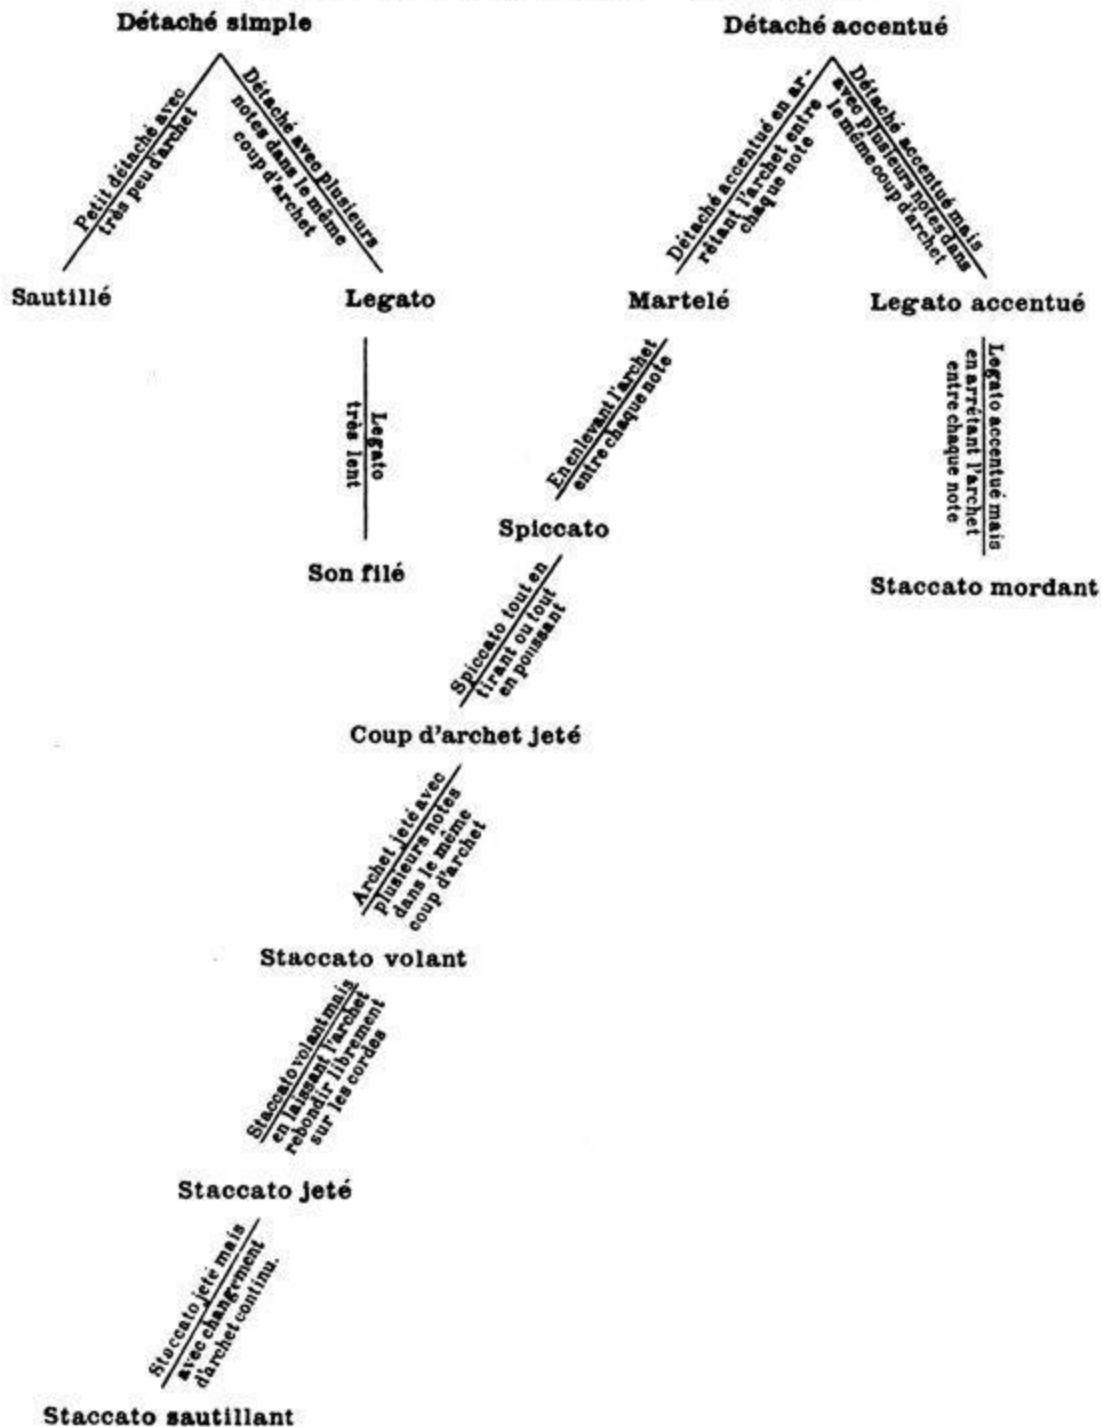 Détaché simple
Détaché accentué
Petit détaché avec
très peu d'archet
Détaché avec plusieurs
notes dans le même
coup d'archet
Détaché accentué en ar-
rêtant l'archet entre
chaque note
Détaché accentué mais
avec plusieurs notes dans
le même coup d'archet
Sautillé
Legato
Martelé
Legato accentué
Legato
très lent
En enlevant l'archet
entre chaque note
Legato accentué mais
en arrétant l'archet
entre chaque note
Son filé
Spiccato
Staccato mordant
Spiccato tout en
tirant ou tout
en poussant
Coup d'archet jeté
Archet jeté avec
plusieurs notes
dans le même
coup d'archet
Staccato volant
Staccato volant mais
en laissant l'archet
rebondir librement
sur les cordes
Staccato jeté
Staccato jeté mais
avec changement
d'archet continu.
Staccato sautillant